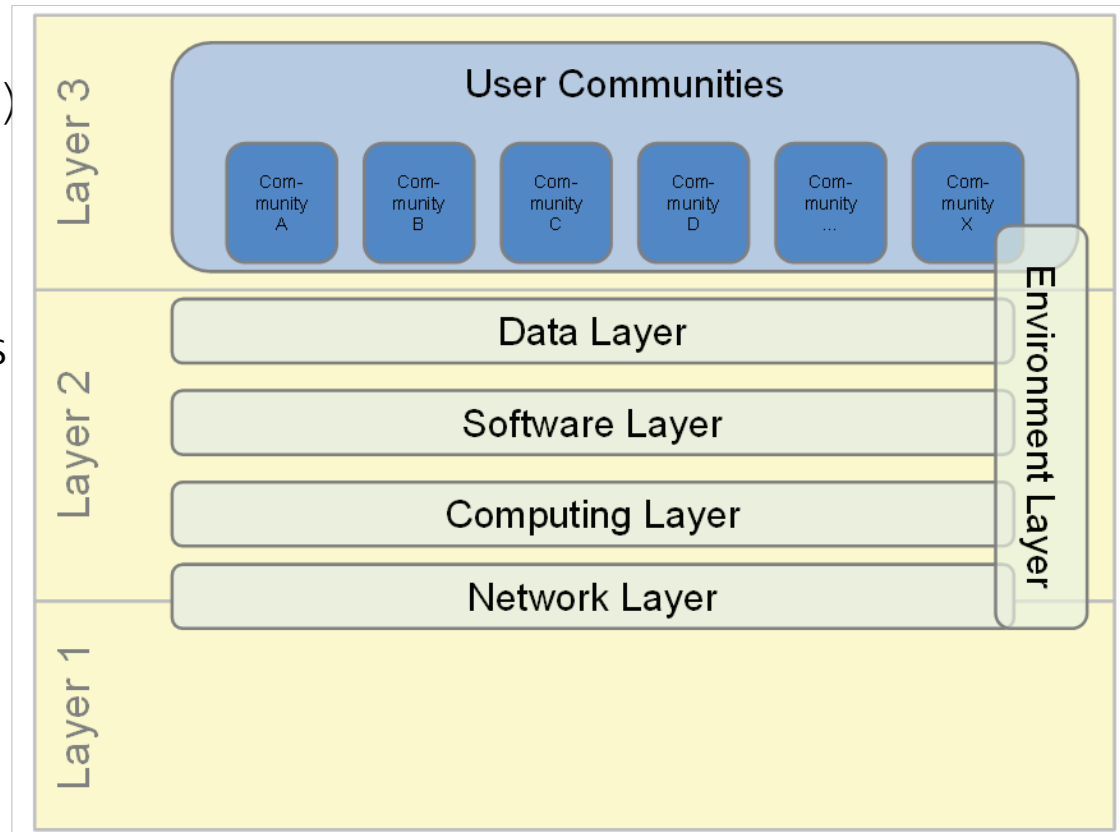 )
s
Layer 3
User Communities
Com-
munity
A
Com-
munity
B
Com-
munity
C
Com-
munity
D
Com-
munity
...
Com-
munity
X
Environment Layer
Layer 2
Data Layer
Software Layer
Computing Layer
Network Layer
Layer 1